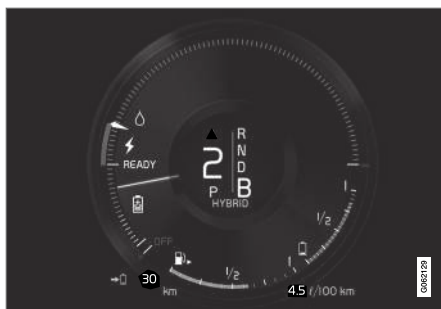 R
N
D
2
P B
HYBRID
READY
OFF
1
1/2
1/2
1
30 km
4.5 ℓ/100 km
G062129